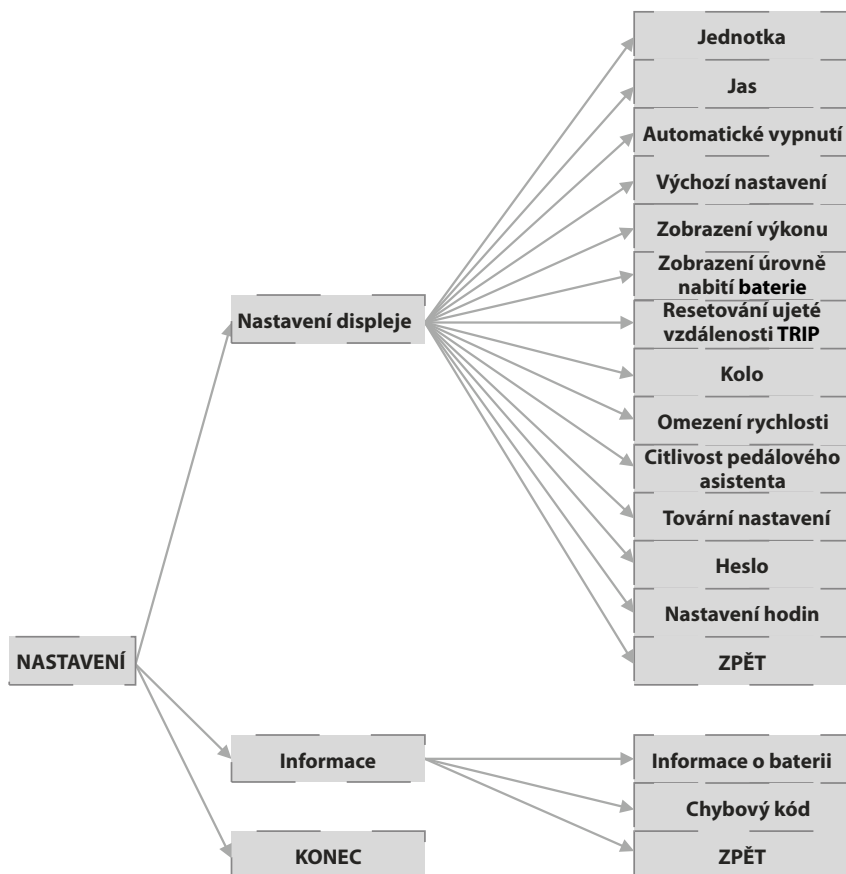 Jednotka
Jas
Automatické vypnutí
Výchozí nastavení
Zobrazení výkonu
Zobrazení úrovně
nabití baterie
Nastavení displeje
Resetování ujeté
vzdálenosti TRIP
Kolo
Omezení rychlosti
Citlivost pedálového
asistenta
Tovární nastavení
Heslo
Nastavení hodin
NASTAVENÍ
ZPĚT
Informace
Informace o baterii
Chybový kód
KONEC
ZPĚT